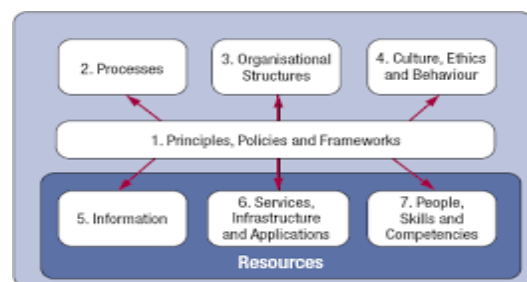 2. Processes
3. Organisational
Structures
4. Culture, Ethics
and Behaviour
1. Principles, Policies and Frameworks
5. Information
6. Services,
Infrastructure
and Applications
7. People,
Skills and
Competencies
Resources